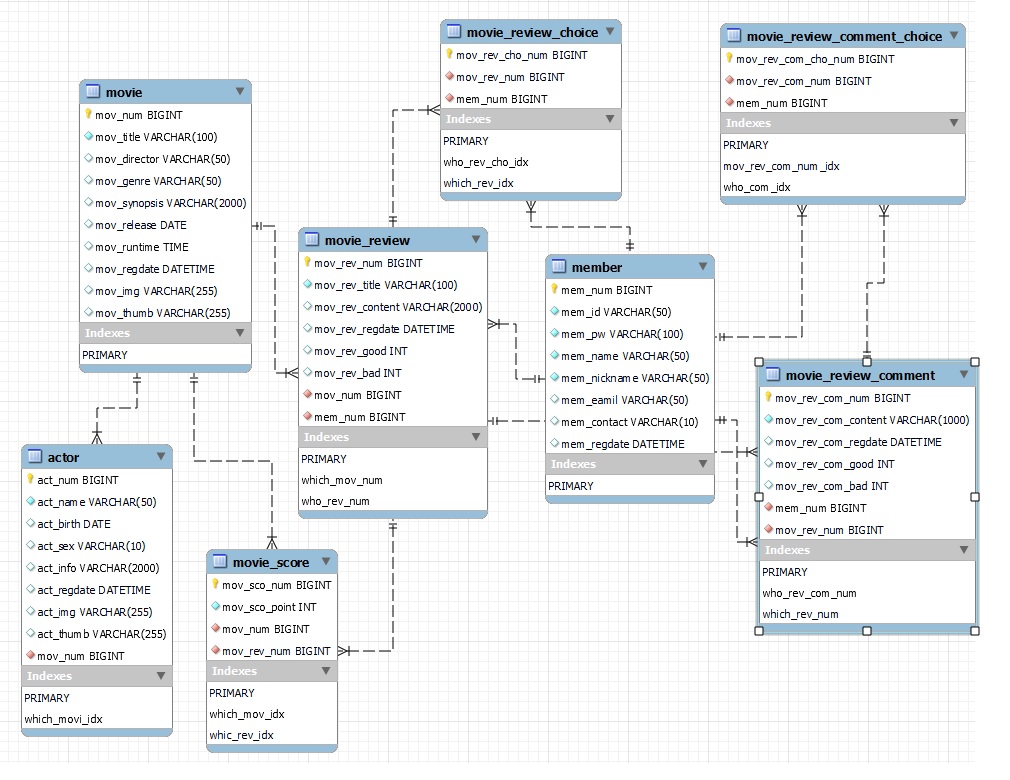 movie
mov_num BIGINT
mov_title VARCHAR(100)
mov_director VARCHAR(50)
mov_genre VARCHAR(50)
mov_synopsis VARCHAR(2000)
mov_release DATE
mov_runtime TIME
mov_regdate DATETIME
mov_img VARCHAR(255)
mov_thumb VARCHAR(255)
Indexes
PRIMARY
movie_review_choice
mov_rev_cho_num BIGINT
mov_rev_num BIGINT
mem_num BIGINT
Indexes
PRIMARY
who_rev_cho_idx
which_rev_idx
movie_review_comment_choice
mov_rev_com_cho_num BIGINT
mov_rev_com_num BIGINT
mem_num BIGINT
Indexes
PRIMARY
mov_rev_com_num_idx
who_com_idx
movie_review
mov_rev_num BIGINT
mov_rev_title VARCHAR(100)
mov_rev_content VARCHAR(2000)
mov_rev_regdate DATETIME
mov_rev_good INT
mov_rev_bad INT
mov_num BIGINT
mem_num BIGINT
Indexes
PRIMARY
which_mov_num
who_rev_num
member
mem_num BIGINT
mem_id VARCHAR(50)
mem_pw VARCHAR(100)
mem_name VARCHAR(50)
mem_nickname VARCHAR(50)
mem_eamil VARCHAR(50)
mem_contact VARCHAR(10)
mem_regdate DATETIME
Indexes
PRIMARY
movie_review_comment
mov_rev_com_num BIGINT
mov_rev_com_content VARCHAR(1000)
mov_rev_com_regdate DATETIME
mov_rev_com_good INT
mov_rev_com_bad INT
mem_num BIGINT
mov_rev_num BIGINT
Indexes
PRIMARY
who_rev_com_num
which_rev_num
actor
act_num BIGINT
act_name VARCHAR(50)
act_birth DATE
act_sex VARCHAR(10)
act_info VARCHAR(2000)
act_regdate DATETIME
act_img VARCHAR(255)
act_thumb VARCHAR(255)
mov_num BIGINT
Indexes
PRIMARY
which_movi_idx
movie_score
mov_sco_num BIGINT
mov_sco_point INT
mov_num BIGINT
mov_rev_num BIGINT
Indexes
PRIMARY
which_mov_idx
whic_rev_idx